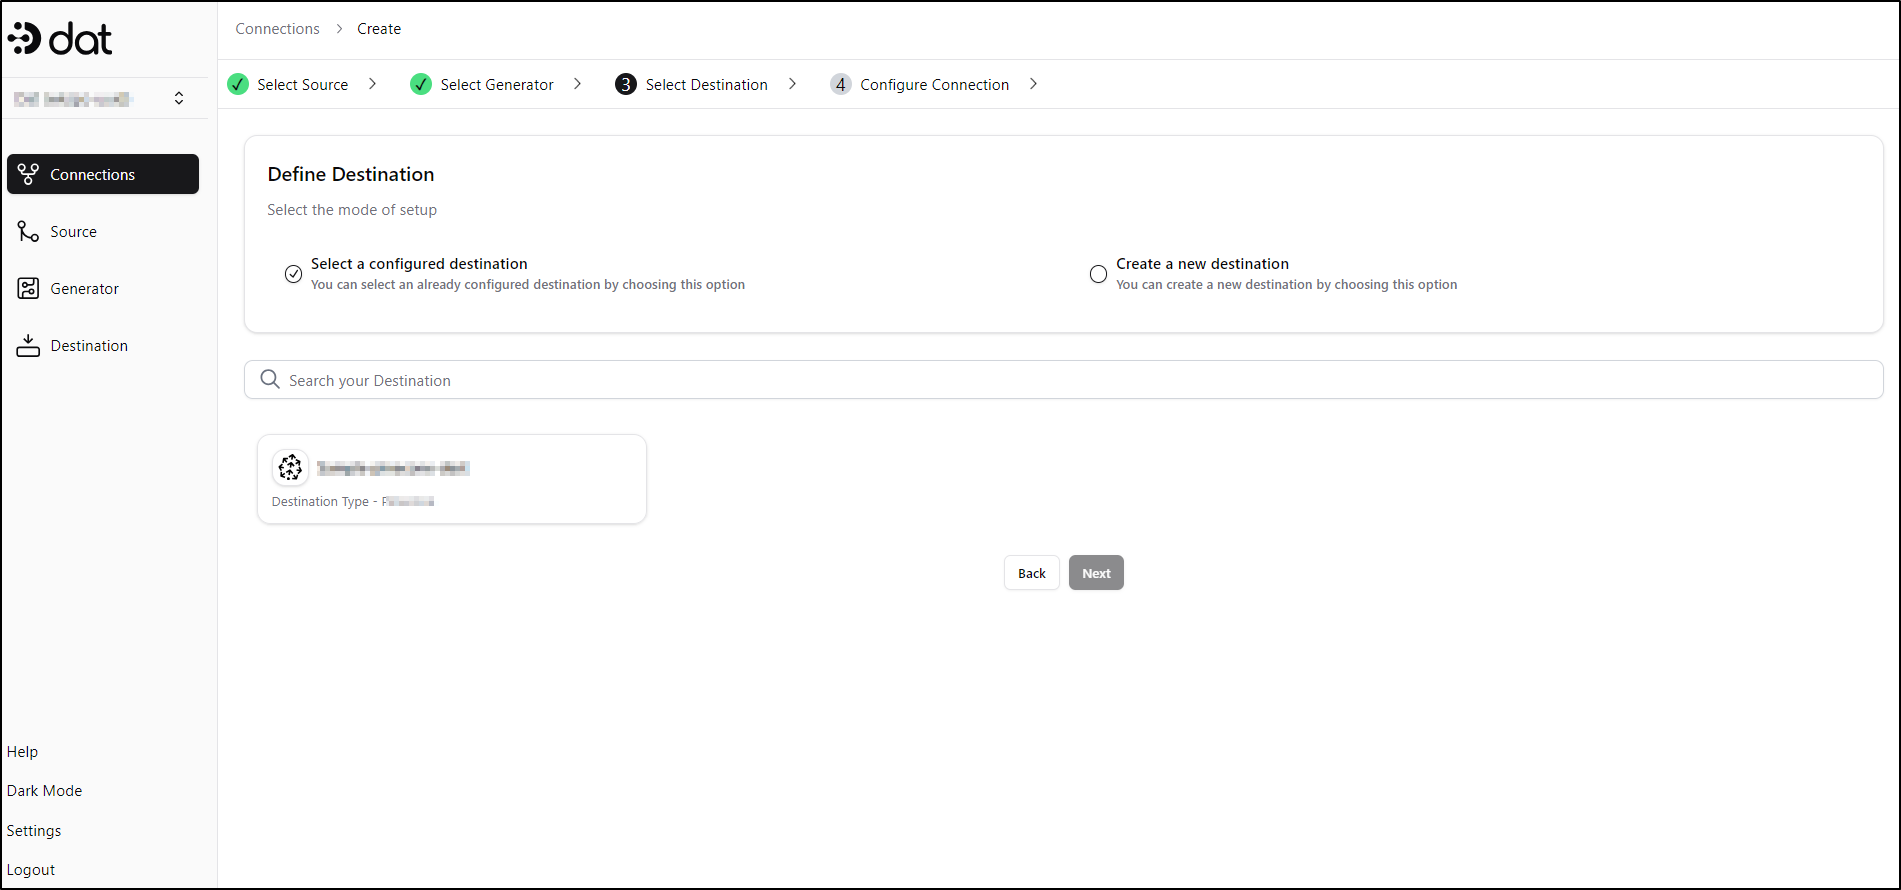 dat
Connections > Create
Select Source > Select Generator > 3 Select Destination > 4 Configure Connection >
Connections
Source
Generator
Destination
Define Destination
Select the mode of setup
Select a configured destination
You can select an already configured destination by choosing this option
Create a new destination
You can create a new destination by choosing this option
Search your Destination
Destination Type -
Back
Next
Help
Dark Mode
Settings
Logout